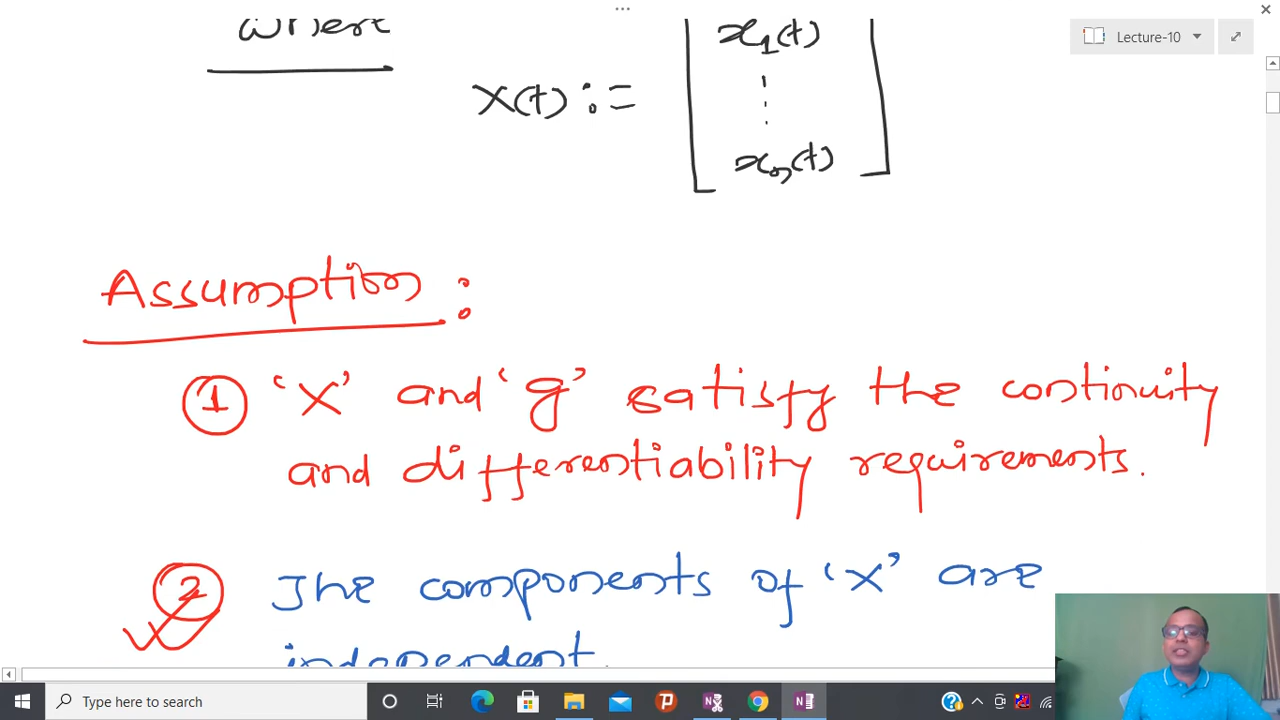 Where
Lecture-10
x1(t)
X(t) :=
⋮
xn(t)
Assumption :
① 'X' and 'g' satisfy the continuity
and differentiability requirements.
② The components of 'X' are
independent.
Type here to search